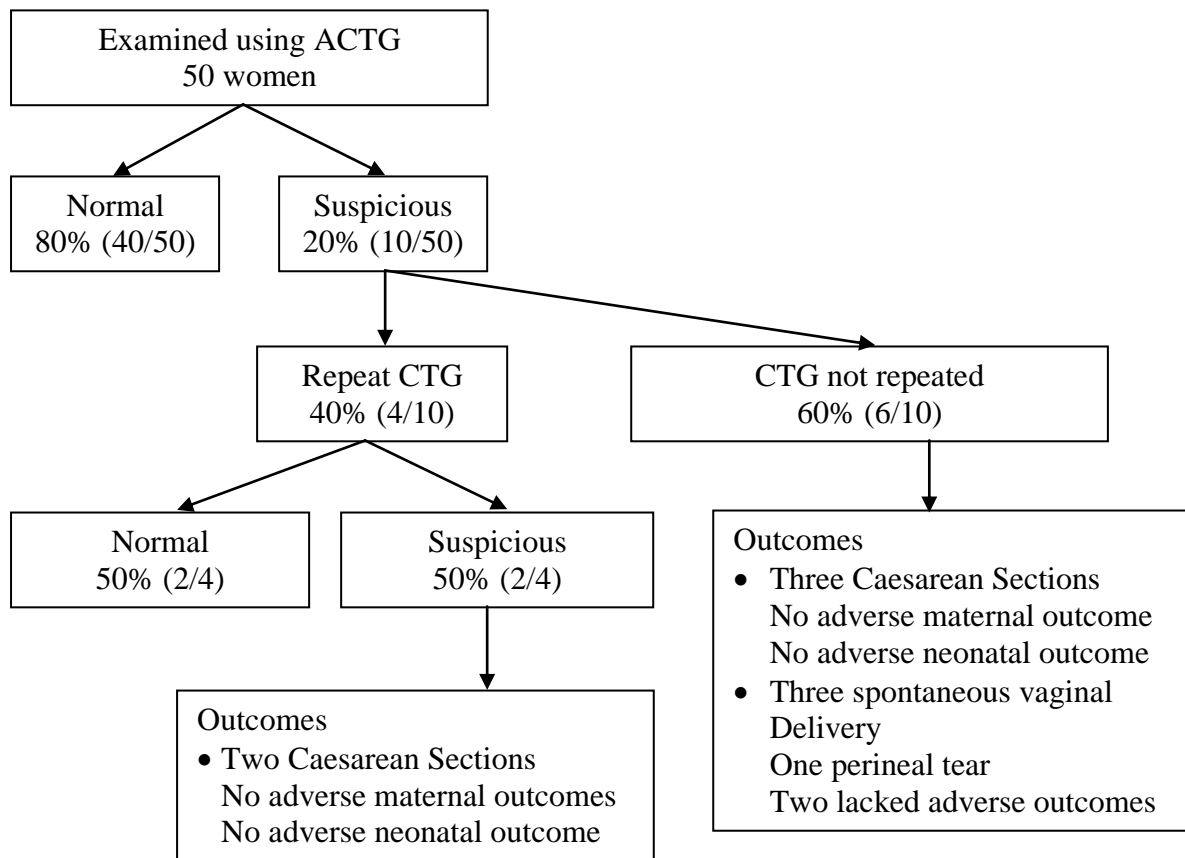 Examined using ACTG
50 women
Normal
80% (40/50)
Suspicious
20% (10/50)
Repeat CTG
40% (4/10)
CTG not repeated
60% (6/10)
Normal
50% (2/4)
Suspicious
50% (2/4)
Outcomes
• Two Caesarean Sections
No adverse maternal outcomes
No adverse neonatal outcome
Outcomes
• Three Caesarean Sections
No adverse maternal outcome
No adverse neonatal outcome
• Three spontaneous vaginal
Delivery
One perineal tear
Two lacked adverse outcomes